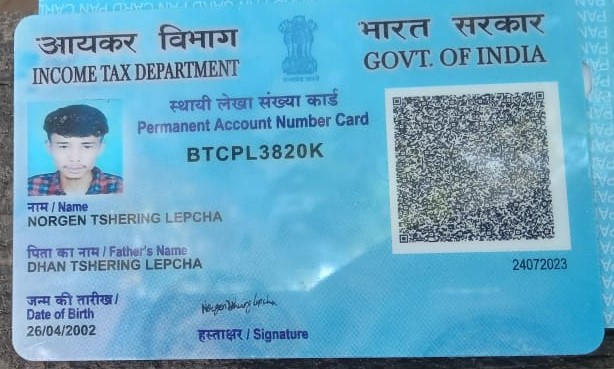 आयकर विभाग
INCOME TAX DEPARTMENT
भारत सरकार
GOVT. OF INDIA
स्थायी लेखा संख्या कार्ड
Permanent Account Number Card
BTCPL3820K
नाम / Name
NORGEN TSHERING LEPCHA
पिता का नाम / Father's Name
DHAN TSHERING LEPCHA
24072023
जन्म की तारीख /
Date of Birth
26/04/2002
Norgen Tshering Lepcha
हस्ताक्षर / Signature